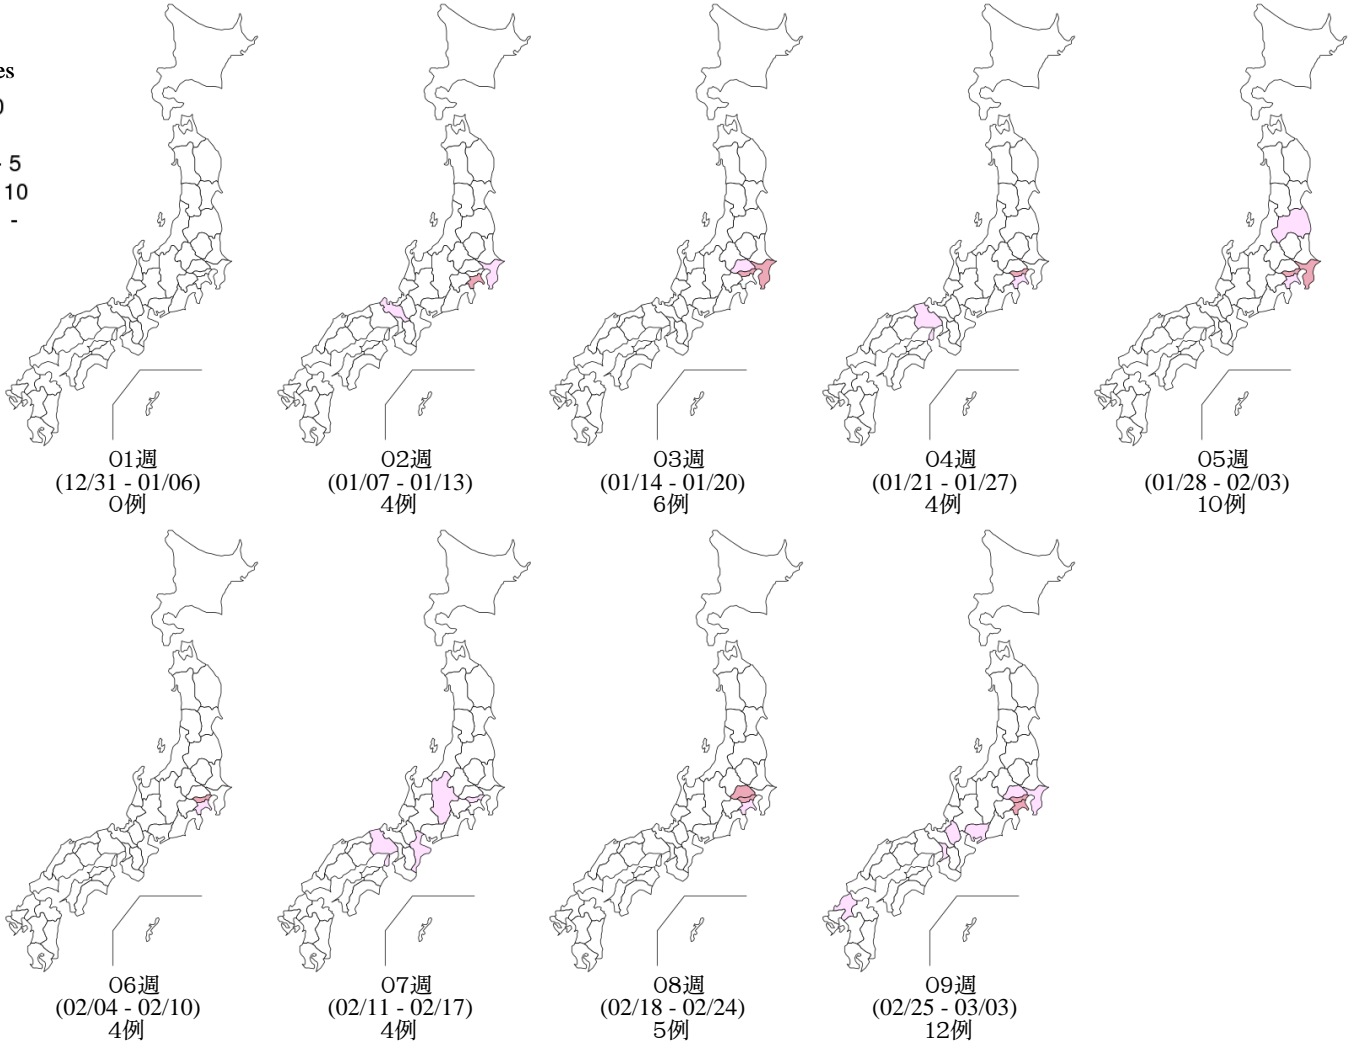 es
0
- 5
10
-
01週
(12/31 - 01/06)
0例
02週
(01/07 - 01/13)
4例
03週
(01/14 - 01/20)
6例
04週
(01/21 - 01/27)
4例
05週
(01/28 - 02/03)
10例
06週
(02/04 - 02/10)
4例
07週
(02/11 - 02/17)
4例
08週
(02/18 - 02/24)
5例
09週
(02/25 - 03/03)
12例